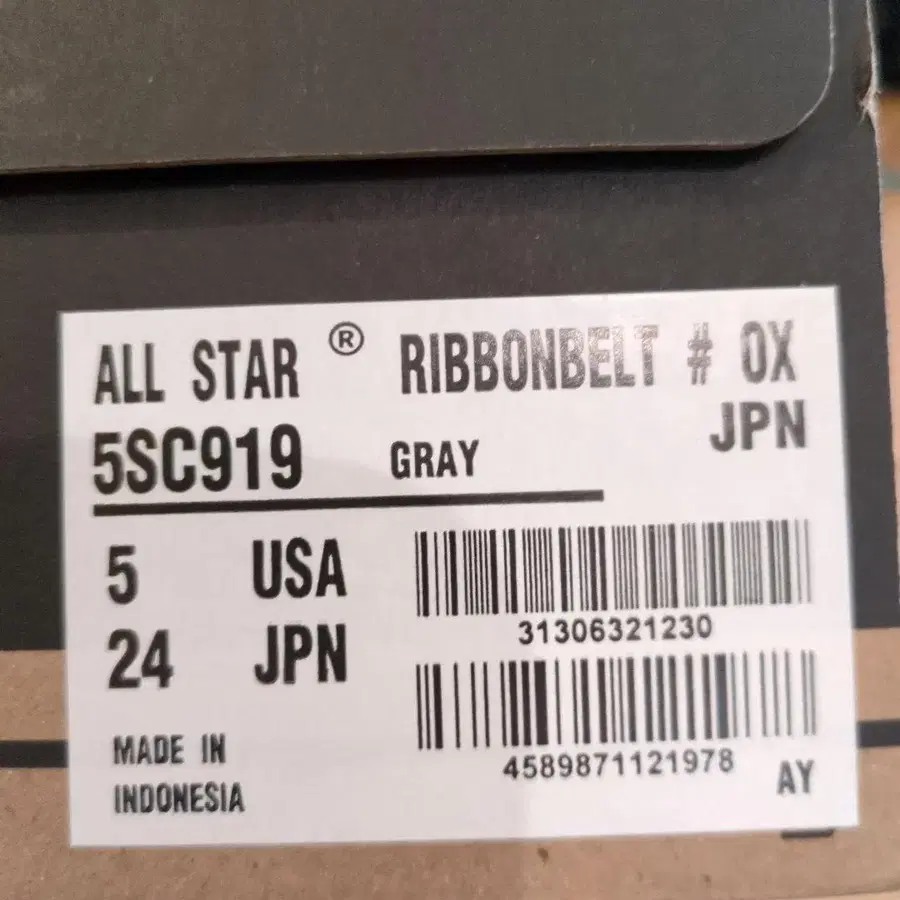 ALL STAR ® RIBBONBELT # OX
5SC919 GRAY JPN
5 USA
24 JPN
31306321230
4589871121978
MADE IN
INDONESIA
AY